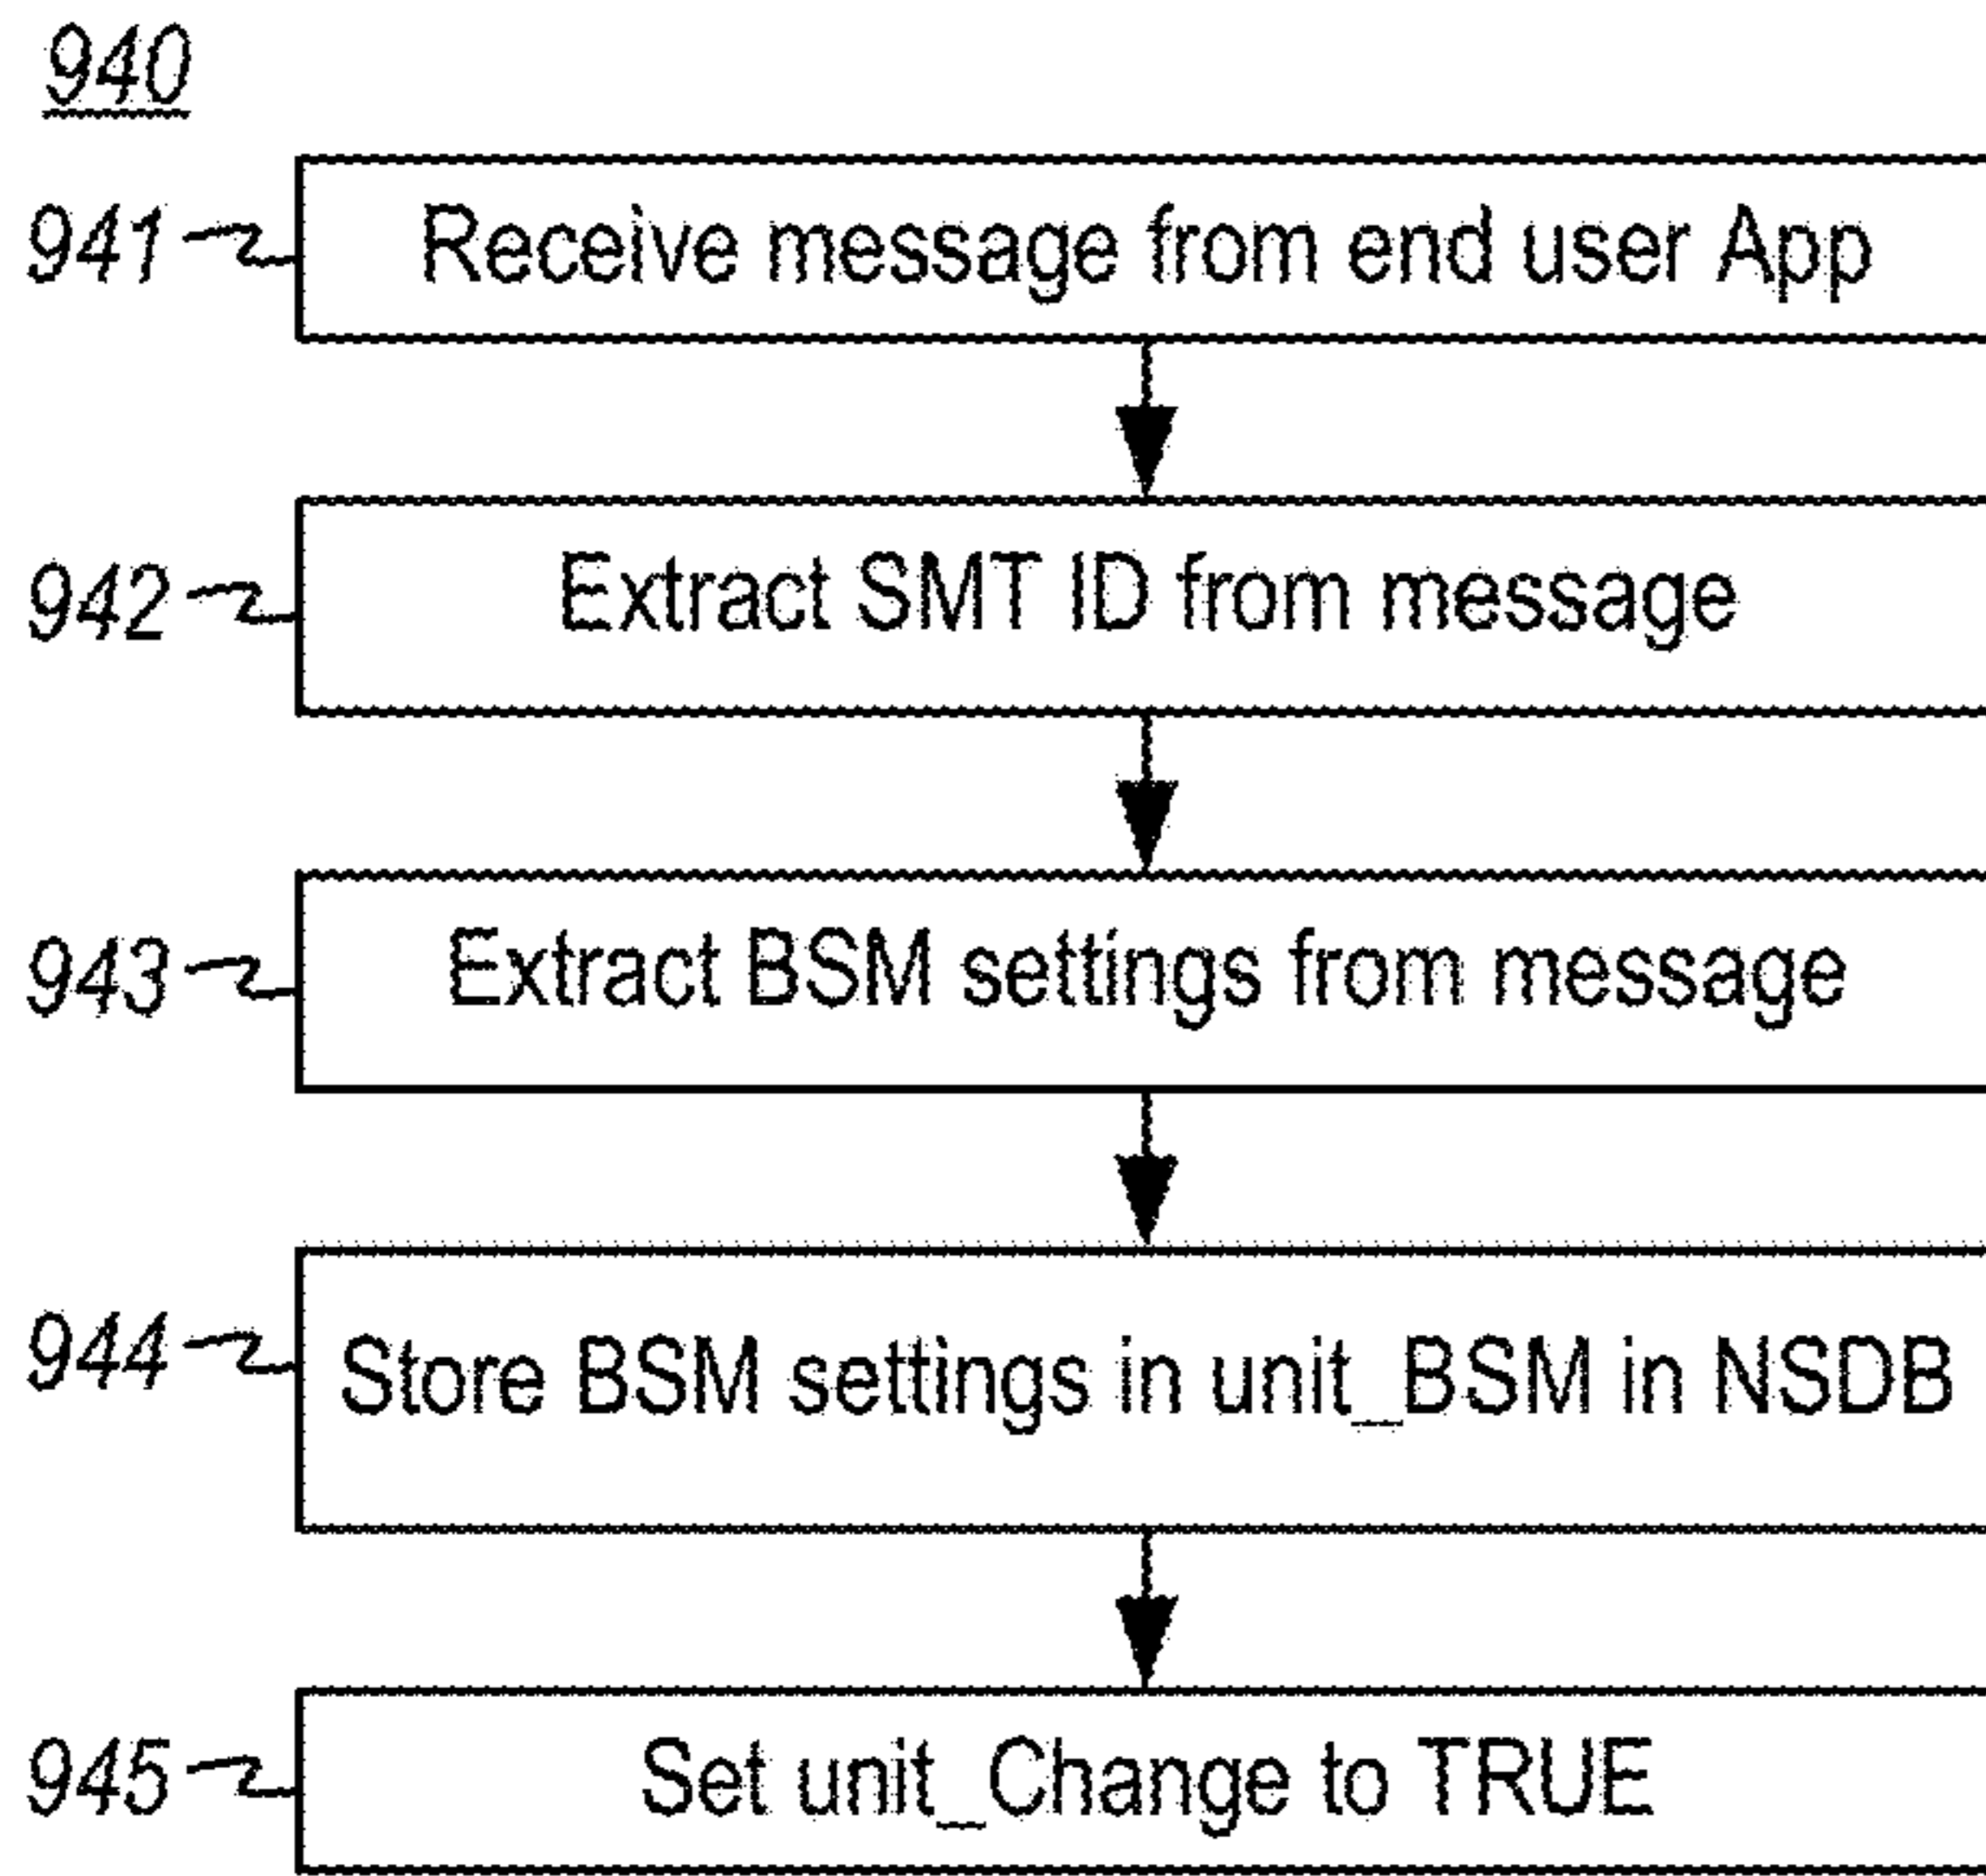 940
941 Receive message from end user App
942 Extract SMT ID from message
943 Extract BSM settings from message
944 Store BSM settings in unit_BSM in NSDB
945 Set unit_Change to TRUE